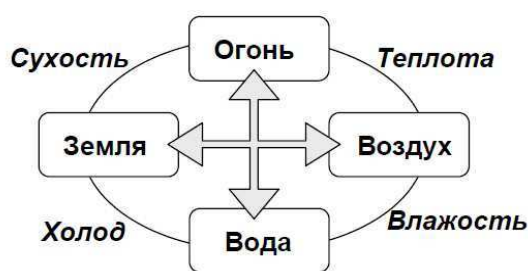 Огонь
Сухость
Теплота
Земля
Воздух
Холод
Влажость
Вода